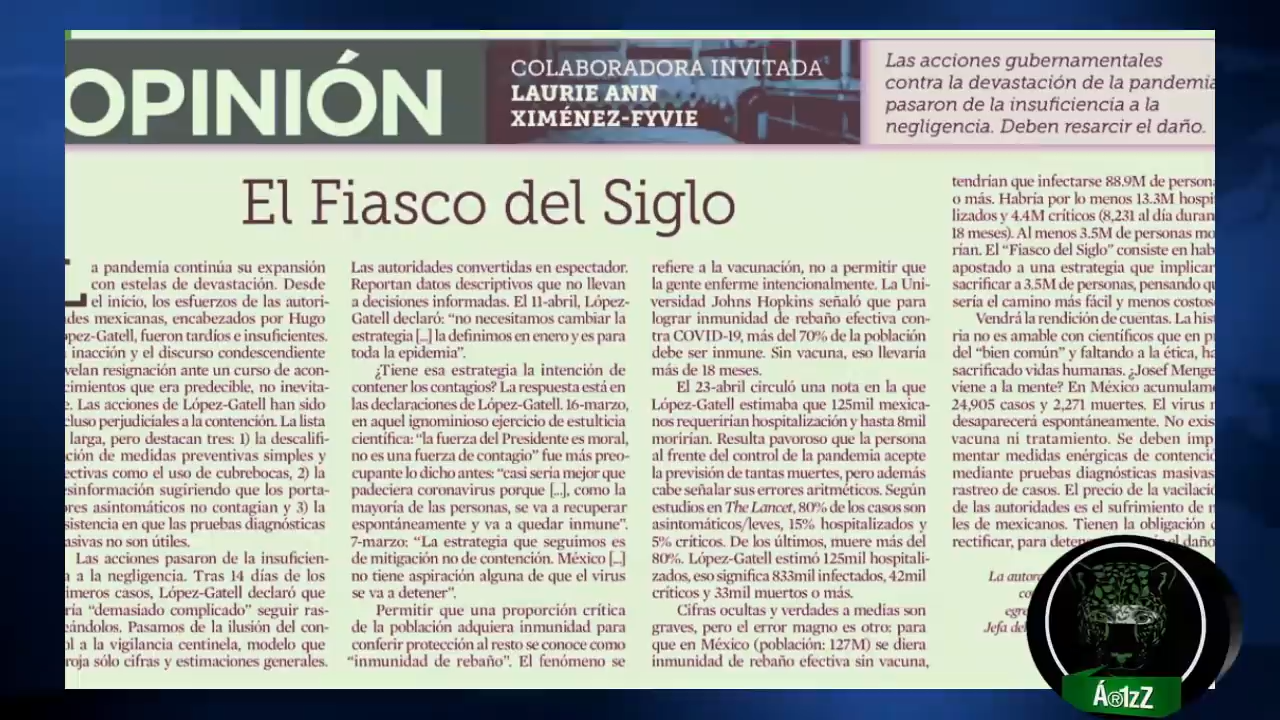 OPINIÓN
COLABORADORA INVITADA
LAURIE ANN
XIMÉNEZ-FYVIE
Las acciones gubernamentales
contra la devastación de la pandemia
pasaron de la insuficiencia a la
negligencia. Deben resarcir el daño.
El Fiasco del Siglo
a pandemia continúa su expansión
con estelas de devastación. Desde
el inicio, los esfuerzos de las autori-
des mexicanas, encabezados por Hugo
pez-Gatell, fueron tardíos e insuficientes.
inacción y el discurso condescendiente
velan resignación ante un curso de acon-
cimientos que era predecible, no inevita-
e. Las acciones de López-Gatell han sido
cluso perjudiciales a la contención. La lista
larga, pero destacan tres: 1) la descalifi-
ción de medidas preventivas simples y
ectivas como el uso de cubrebocas, 2) la
sinformación sugiriendo que los porta-
res asintomáticos no contagian y 3) la
sistencia en que las pruebas diagnósticas
asivas no son útiles.
Las acciones pasaron de la insuficien-
a a la negligencia. Tras 14 días de los
imeros casos, López-Gatell declaró que
ría “demasiado complicado” seguir ras-
eándolos. Pasamos de la ilusión del con-
ol a la vigilancia centinela, modelo que
roja sólo cifras y estimaciones generales.
Las autoridades convertidas en espectador.
Reportan datos descriptivos que no llevan
a decisiones informadas. El 11-abril, López-
Gatell declaró: “no necesitamos cambiar la
estrategia [...] la definimos en enero y es para
toda la epidemia”.
¿Tiene esa estrategia la intención de
contener los contagios? La respuesta está en
las declaraciones de López-Gatell. 16-marzo,
en aquel ignominioso ejercicio de estulticia
científica: “la fuerza del Presidente es moral,
no es una fuerza de contagio” fue más preo-
cupante lo dicho antes: “casi sería mejor que
padeciera coronavirus porque [...], como la
mayoría de las personas, se va a recuperar
espontáneamente y va a quedar inmune”.
7-marzo: “La estrategia que seguimos es
de mitigación no de contención. México [...]
no tiene aspiración alguna de que el virus
se va a detener”.
Permitir que una proporción crítica
de la población adquiera inmunidad para
conferir protección al resto se conoce como
“inmunidad de rebaño”. El fenómeno se
refiere a la vacunación, no a permitir que
la gente enferme intencionalmente. La Uni-
versidad Johns Hopkins señaló que para
lograr inmunidad de rebaño efectiva con-
tra COVID-19, más del 70% de la población
debe ser inmune. Sin vacuna, eso llevaría
más de 18 meses.
El 23-abril circuló una nota en la que
López-Gatell estimaba que 125mil mexica-
nos requerirían hospitalización y hasta 8mil
morirían. Resulta pavoroso que la persona
al frente del control de la pandemia acepte
la previsión de tantas muertes, pero además
cabe señalar sus errores aritméticos. Según
estudios en The Lancet, 80% de los casos son
asintomáticos/leves, 15% hospitalizados y
5% críticos. De los últimos, muere más del
80%. López-Gatell estimó 125mil hospitali-
zados, eso significa 833mil infectados, 42mil
críticos y 33mil muertos o más.
Cifras ocultas y verdades a medias son
graves, pero el error magno es otro: para
que en México (población: 127M) se diera
inmunidad de rebaño efectiva sin vacuna,
tendrían que infectarse 88.9M de person
o más. Habría por lo menos 13.3M hospi
lizados y 4.4M críticos (8,231 al día duran
18 meses). Al menos 3.5M de personas mo
rían. El “Fiasco del Siglo” consiste en hab
apostado a una estrategia que implicar
sacrificar a 3.5M de personas, pensando qu
sería el camino más fácil y menos costos
Vendrá la rendición de cuentas. La hist
ria no es amable con científicos que en p
del “bien común” y faltando a la ética, ha
sacrificado vidas humanas. ¿Josef Menge
viene a la mente? En México acumulam
24,905 casos y 2,271 muertes. El virus
desaparecerá espontáneamente. No exis
vacuna ni tratamiento. Se deben imp
mentar medidas enérgicas de contenció
mediante pruebas diagnósticas masivas
rastreo de casos. El precio de la vacilació
de las autoridades es el sufrimiento de
les de mexicanos. Tienen la obligación
rectificar, para deten el daño
La autor
co
egre
Jefa del
Á®1zZ